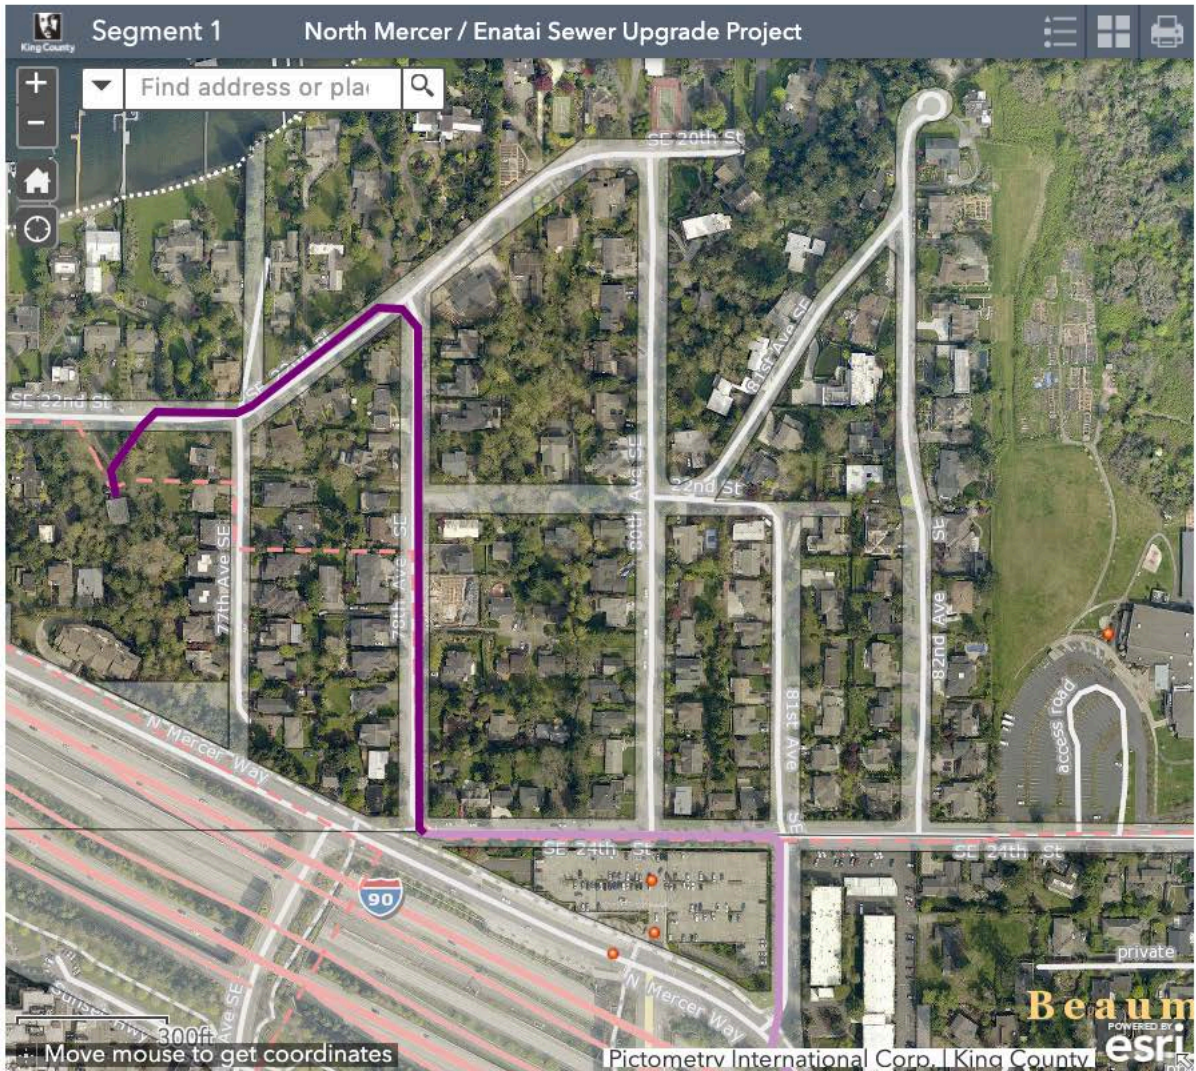 King County
Segment 1
North Mercer / Enatai Sewer Upgrade Project
+
Find address or pla
−
SE 20th St
81st Ave SE
SE 22nd St
80th Ave SE
22nd St
77th Ave SE
78th Ave SE
82nd Ave SE
81st Ave SE
access road
N Mercer Way
SE 24th St
SE 24th St
90
private
N Mercer Way
Ave SE
Beaum
300ft
POWERED BY
esri
Move mouse to get coordinates
Pictometry International Corp. | King County